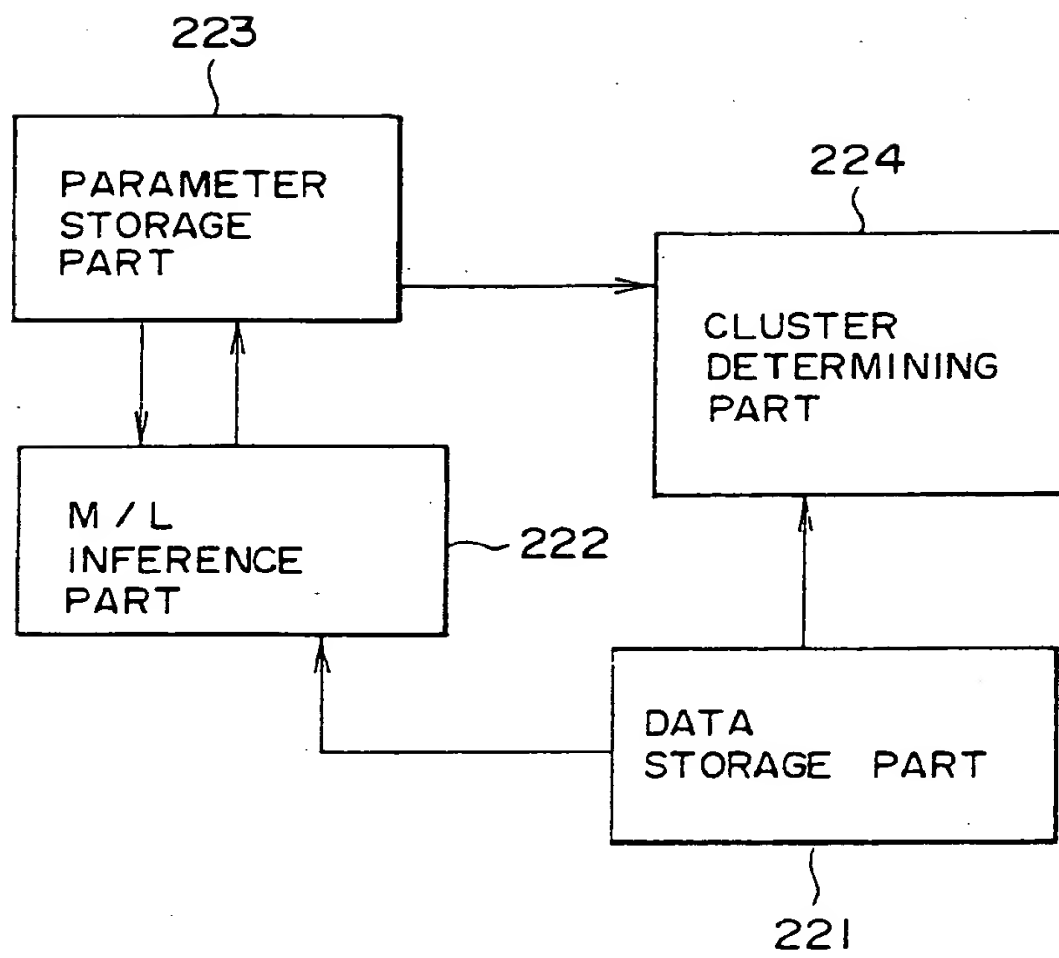 223
PARAMETER
STORAGE
PART
224
CLUSTER
DETERMINING
PART
M / L
INFERENCE
PART
222
DATA
STORAGE PART
221